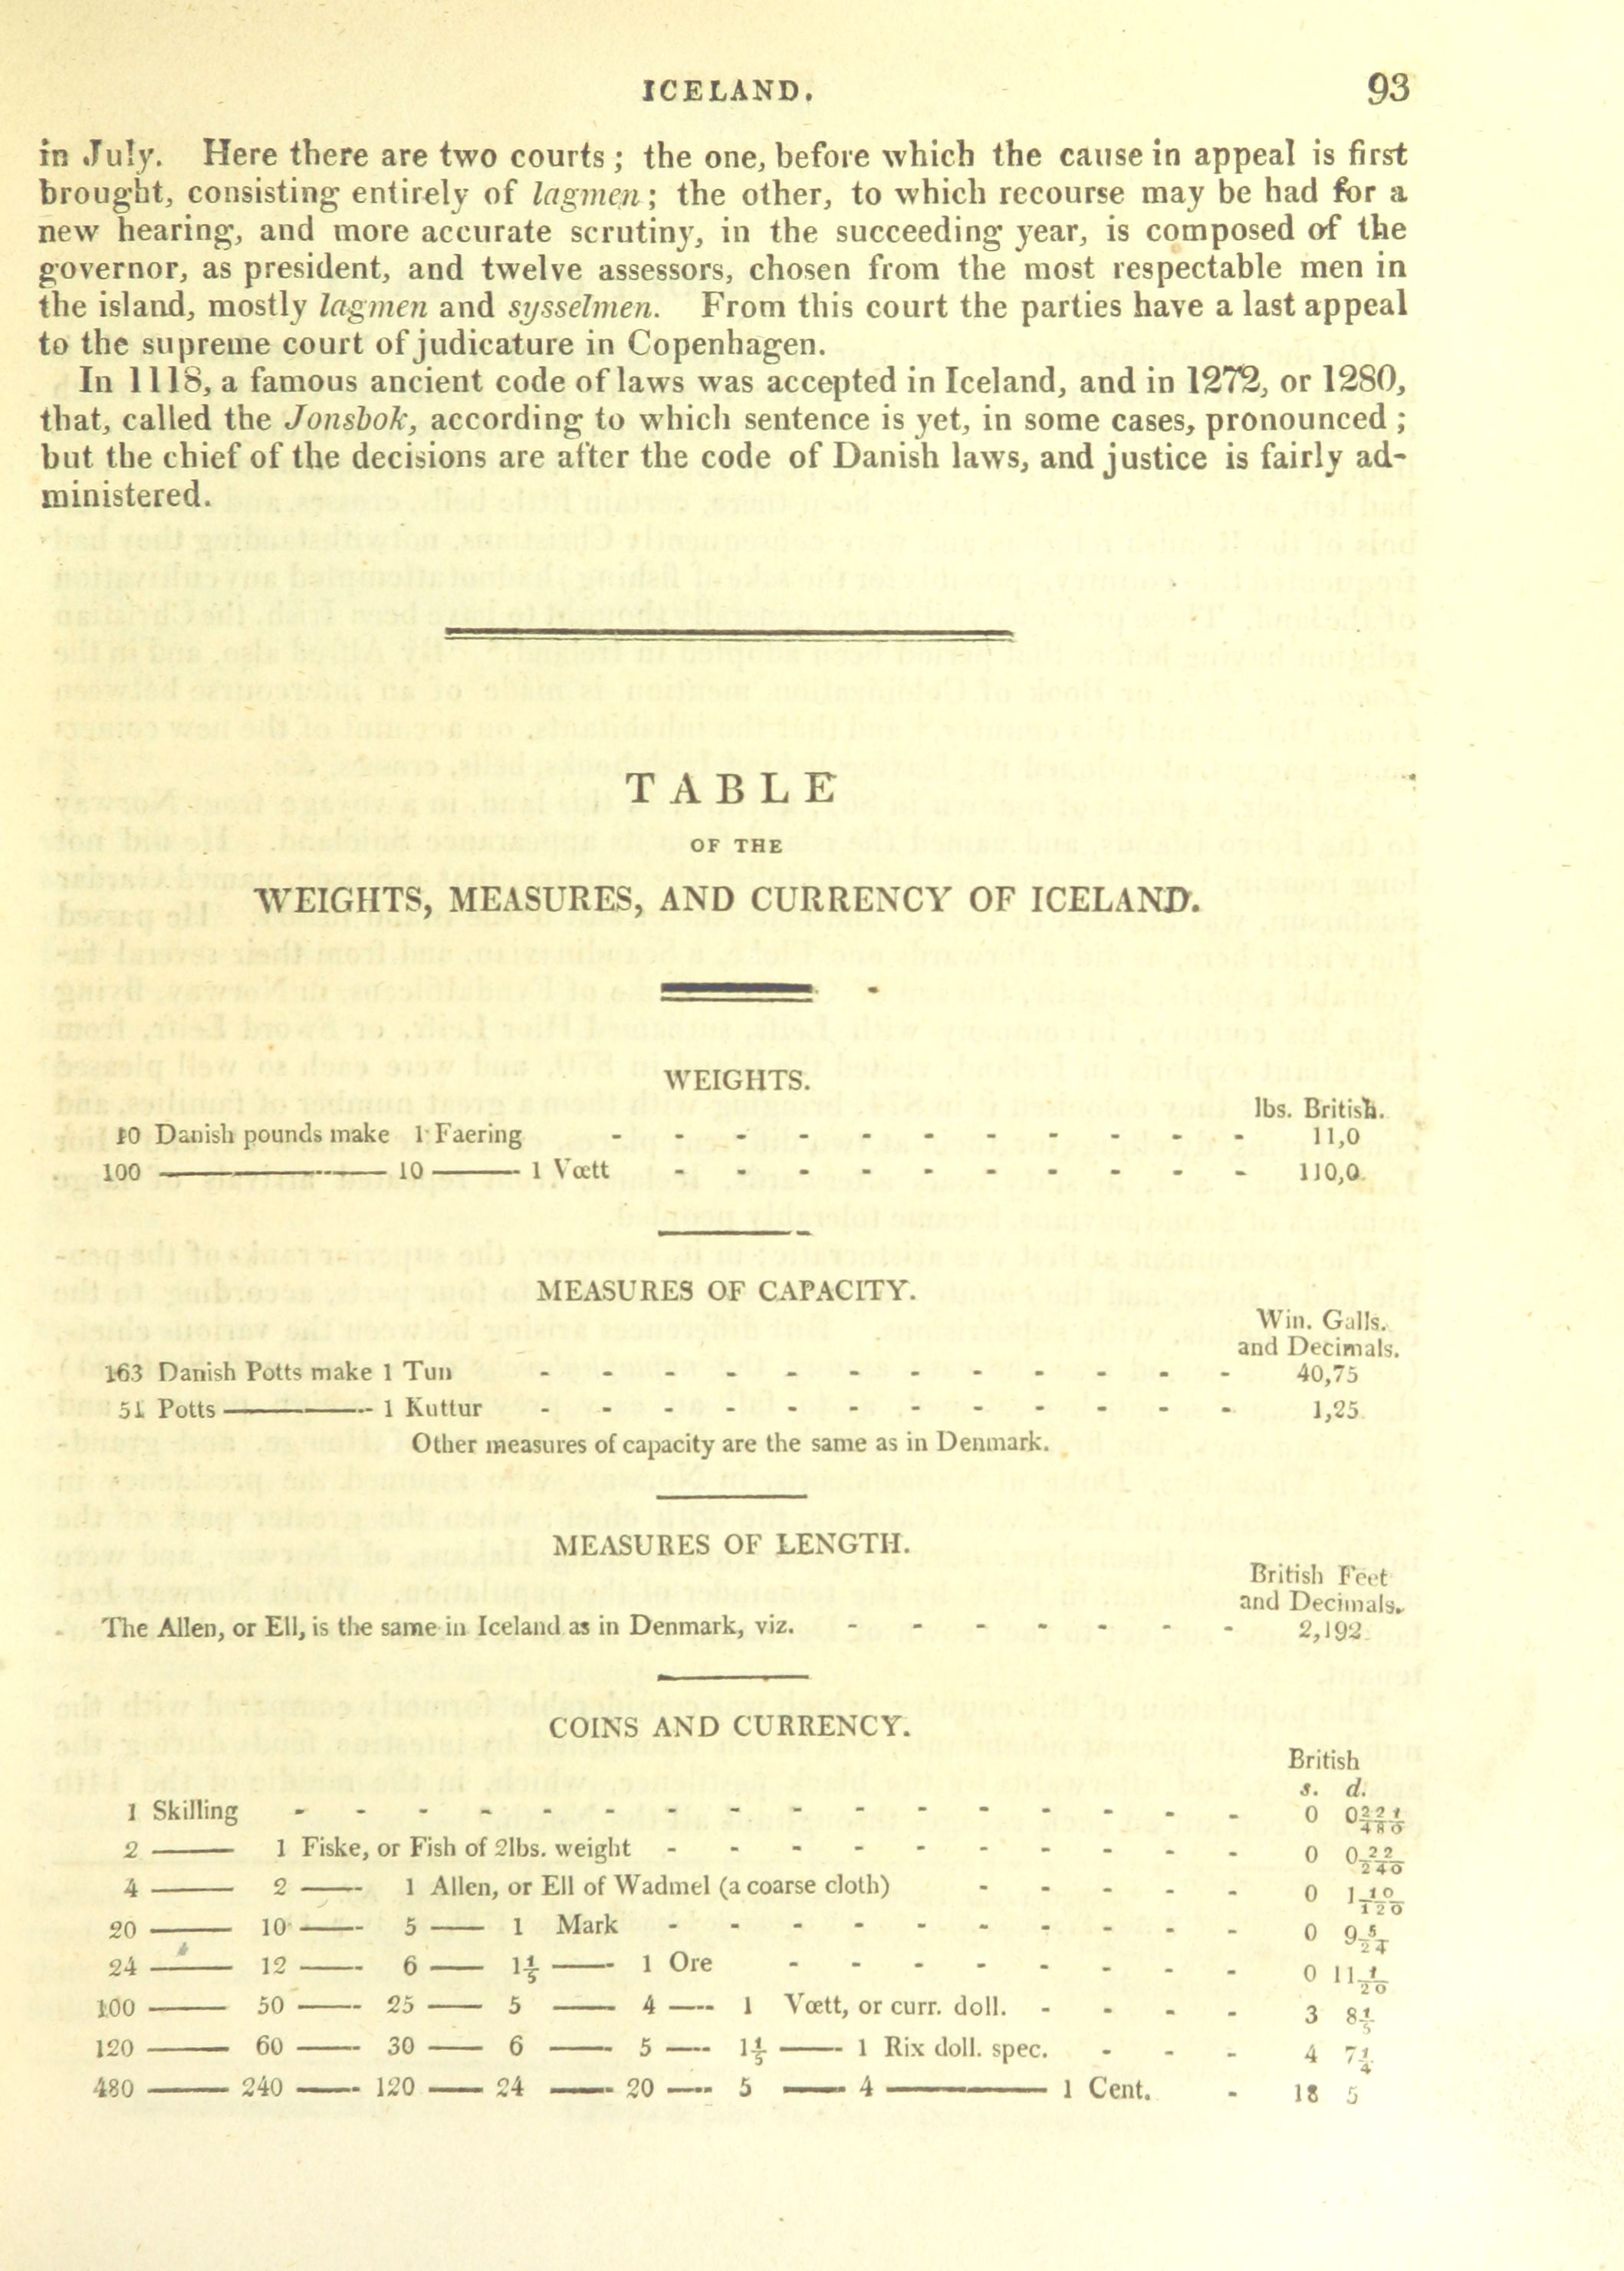 ICELAND. 93
in July. Here there are two courts; the one, before which the cause in appeal is first
brought, consisting entirely of lagmen; the other, to which recourse may be had for a
new hearing, and more accurate scrutiny, in the succeeding year, is composed of the
governor, as president, and twelve assessors, chosen from the most respectable men in
the island, mostly lagmen and sysselmen. From this court the parties have a last appeal
to the supreme court of judicature in Copenhagen.
In 1118, a famous ancient code of laws was accepted in Iceland, and in 1272, or 1280,
that, called the Jonsbok, according to which sentence is yet, in some cases, pronounced;
but the chief of the decisions are after the code of Danish laws, and justice is fairly ad-
ministered.
TABLE
OF THE
WEIGHTS, MEASURES, AND CURRENCY OF ICELAND.
WEIGHTS.
lbs. British.
10 Danish pounds make 1 Faering - - - - - - - - - - - 11,0
100 ——— 10 ——— 1 Vœtt - - - - - - - - - - 110,0
MEASURES OF CAPACITY.
Win. Galls.
and Decimals.
163 Danish Potts make 1 Tun - - - - - - - - - - - - 40,75
51 Potts ——— 1 Kuttur - - - - - - - - - - - - 1,25
Other measures of capacity are the same as in Denmark.
MEASURES OF LENGTH.
British Feet
and Decimals.
The Allen, or Ell, is the same in Iceland as in Denmark, viz. - - - - - - - 2,192
COINS AND CURRENCY.
British
s. d.
1 Skilling - - - - - - - - - - - - - - - - 0 0 221/480
2 —— 1 Fiske, or Fish of 2lbs. weight - - - - - - - - - - 0 0 22/240
4 —— 2 —— 1 Allen, or Ell of Wadmel (a coarse cloth) - - - - - 0 1 10/120
20 —— 10 —— 5 —— 1 Mark - - - - - - - - - - 0 9 5/24
24 —— 12 —— 6 —— 1 1/5 —— 1 Ore - - - - - - - - 0 11 1/20
100 —— 50 —— 25 —— 5 —— 4 —— 1 Vœtt, or curr. doll. - - - - 3 8 1/5
120 —— 60 —— 30 —— 6 —— 5 —— 1 1/5 —— 1 Rix doll. spec. - - - 4 7 1/4
480 —— 240 —— 120 —— 24 —— 20 —— 5 —— 4 —— 1 Cent. - 18 5